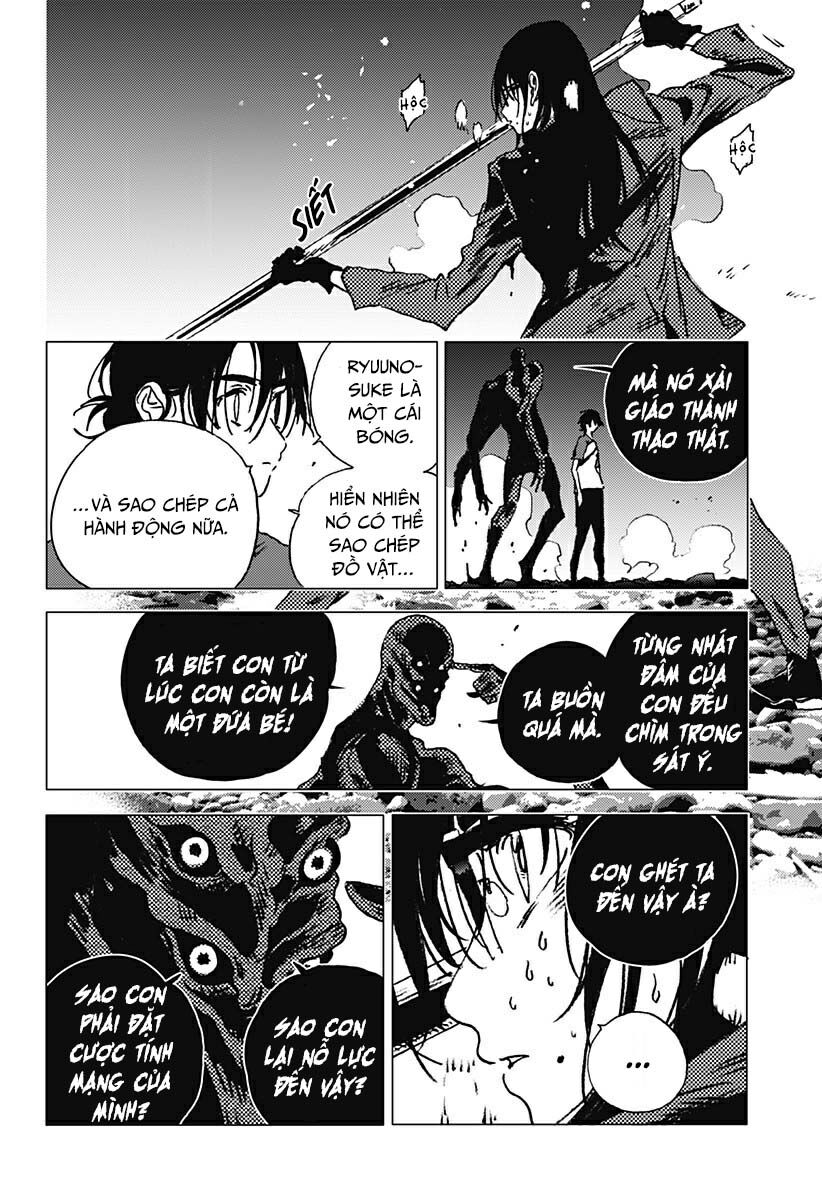 HỘC
HỘC
SIẾT
MÀ NÓ XÀI
GIÁO THÀNH
THẠO THẬT.
RYUUNO-
SUKE LÀ
MỘT CÁI
BÓNG.
HIỂN NHIÊN
NÓ CÓ THỂ
SAO CHÉP
ĐỒ VẬT...
...VÀ SAO CHÉP CẢ
HÀNH ĐỘNG NỮA.
TỪNG NHÁT
ĐÂM CỦA
CON ĐỀU
CHÌM TRONG
SÁT Ý.
TA BUỒN
QUÁ MÀ.
TA BIẾT CON TỪ
LÚC CON CÒN LÀ
MỘT ĐỨA BÉ!
CON GHÉT TA
ĐẾN VẬY À?
...
SAO CON
LẠI NỖ LỰC
ĐẾN VẬY?
SAO CON
PHẢI ĐẶT
CƯỢC TÍNH
MẠNG CỦA
MÌNH?